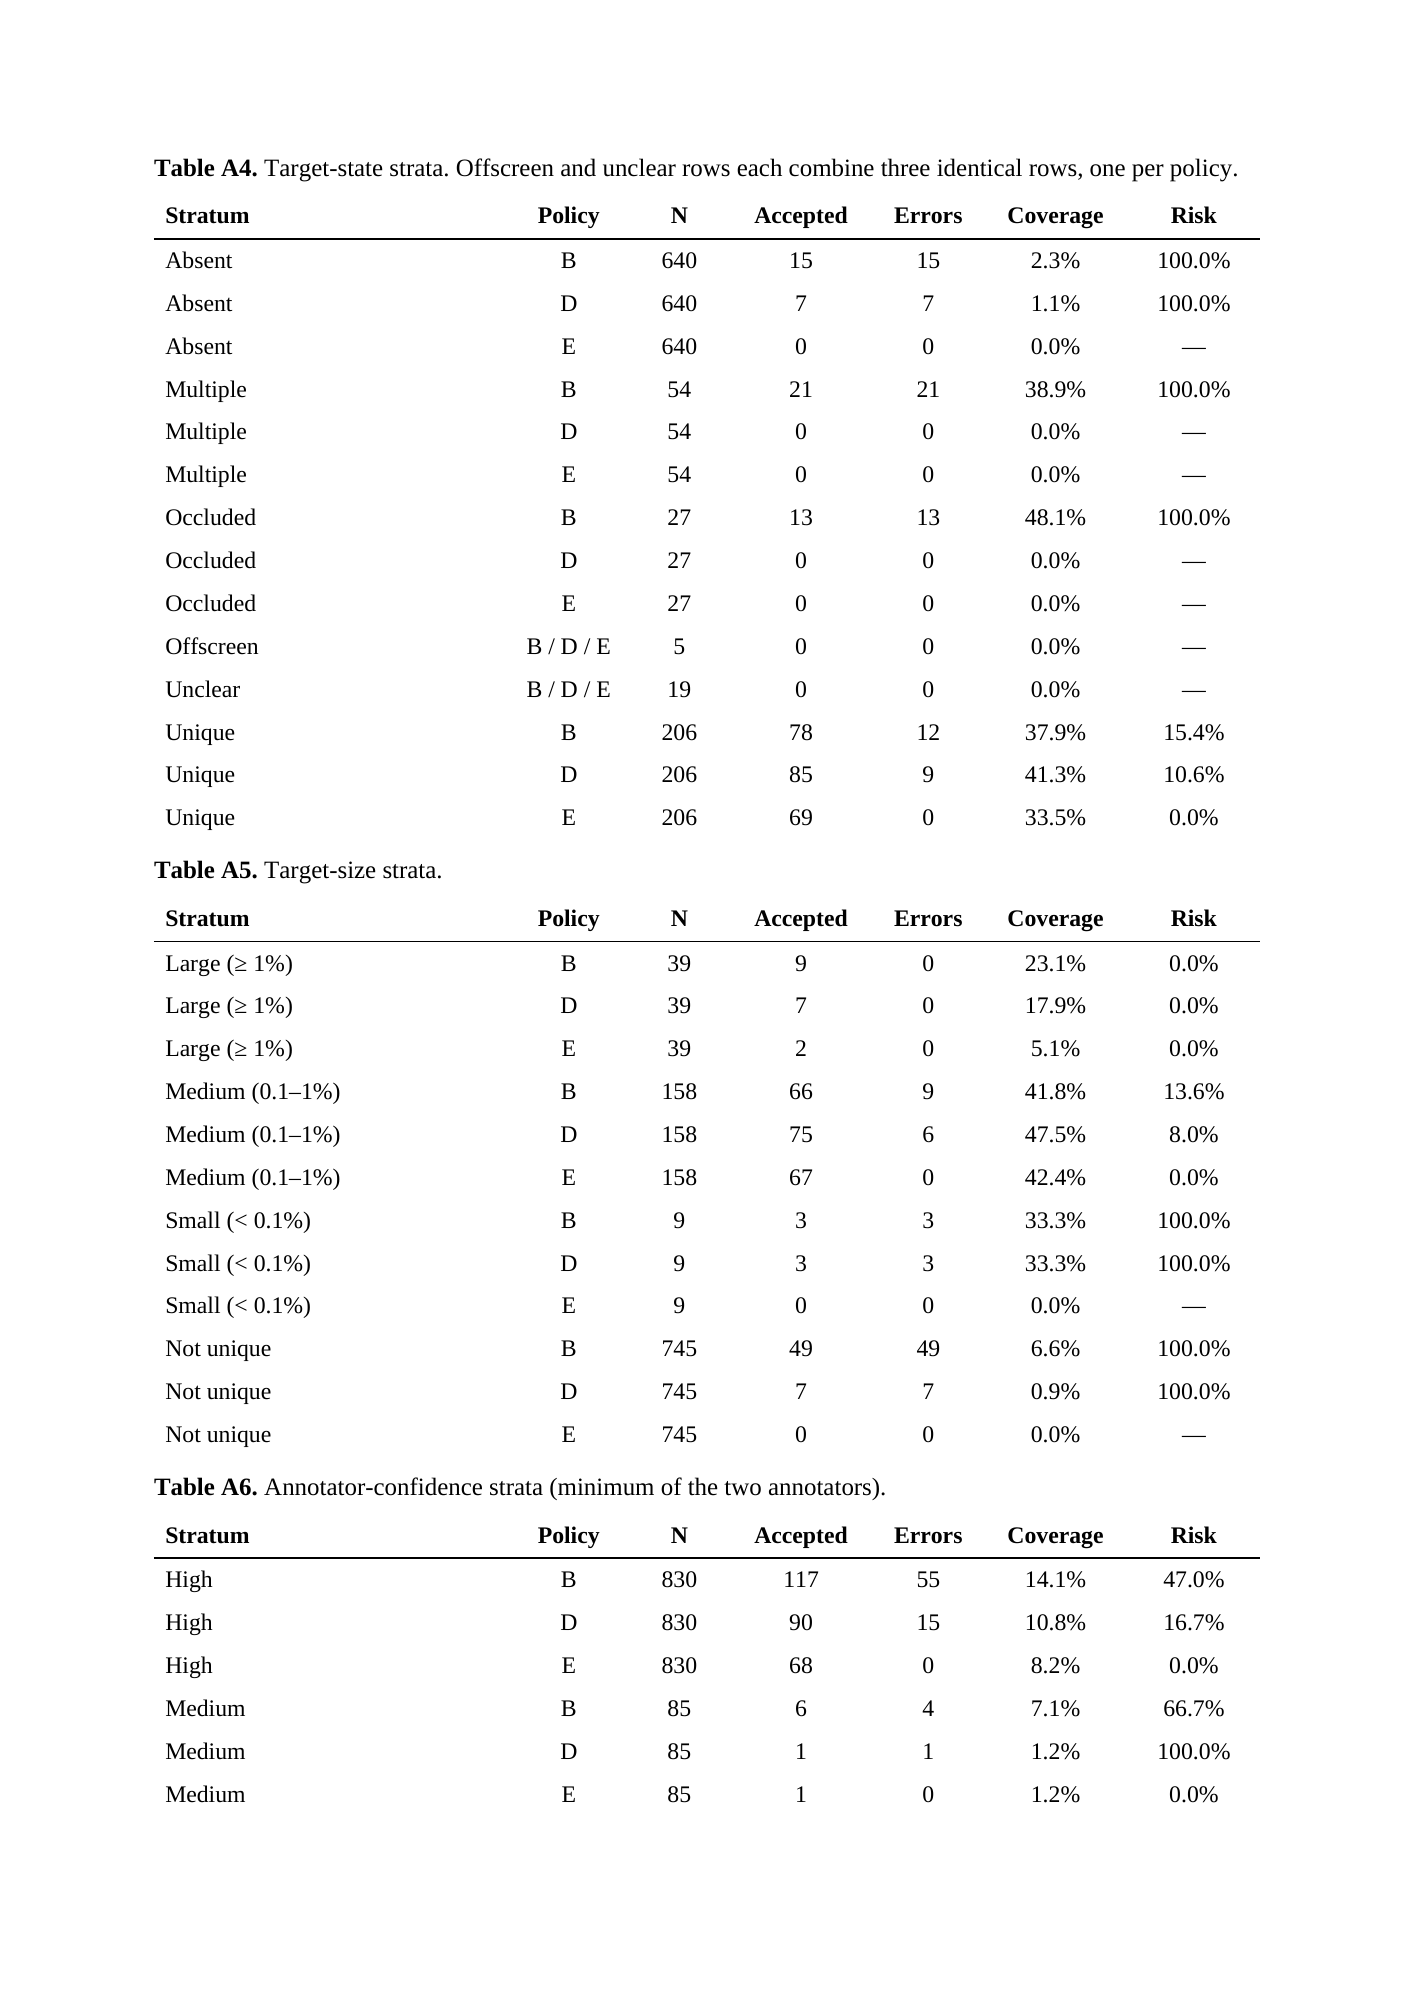 Table A4. Target-state strata. Offscreen and unclear rows each combine three identical rows, one per policy.
Stratum Policy N Accepted Errors Coverage Risk
Absent B 640 15 15 2.3% 100.0%
Absent D 640 7 7 1.1% 100.0%
Absent E 640 0 0 0.0% —
Multiple B 54 21 21 38.9% 100.0%
Multiple D 54 0 0 0.0% —
Multiple E 54 0 0 0.0% —
Occluded B 27 13 13 48.1% 100.0%
Occluded D 27 0 0 0.0% —
Occluded E 27 0 0 0.0% —
Offscreen B / D / E 5 0 0 0.0% —
Unclear B / D / E 19 0 0 0.0% —
Unique B 206 78 12 37.9% 15.4%
Unique D 206 85 9 41.3% 10.6%
Unique E 206 69 0 33.5% 0.0%
Table A5. Target-size strata.
Stratum Policy N Accepted Errors Coverage Risk
Large (≥ 1%) B 39 9 0 23.1% 0.0%
Large (≥ 1%) D 39 7 0 17.9% 0.0%
Large (≥ 1%) E 39 2 0 5.1% 0.0%
Medium (0.1–1%) B 158 66 9 41.8% 13.6%
Medium (0.1–1%) D 158 75 6 47.5% 8.0%
Medium (0.1–1%) E 158 67 0 42.4% 0.0%
Small (< 0.1%) B 9 3 3 33.3% 100.0%
Small (< 0.1%) D 9 3 3 33.3% 100.0%
Small (< 0.1%) E 9 0 0 0.0% —
Not unique B 745 49 49 6.6% 100.0%
Not unique D 745 7 7 0.9% 100.0%
Not unique E 745 0 0 0.0% —
Table A6. Annotator-confidence strata (minimum of the two annotators).
Stratum Policy N Accepted Errors Coverage Risk
High B 830 117 55 14.1% 47.0%
High D 830 90 15 10.8% 16.7%
High E 830 68 0 8.2% 0.0%
Medium B 85 6 4 7.1% 66.7%
Medium D 85 1 1 1.2% 100.0%
Medium E 85 1 0 1.2% 0.0%